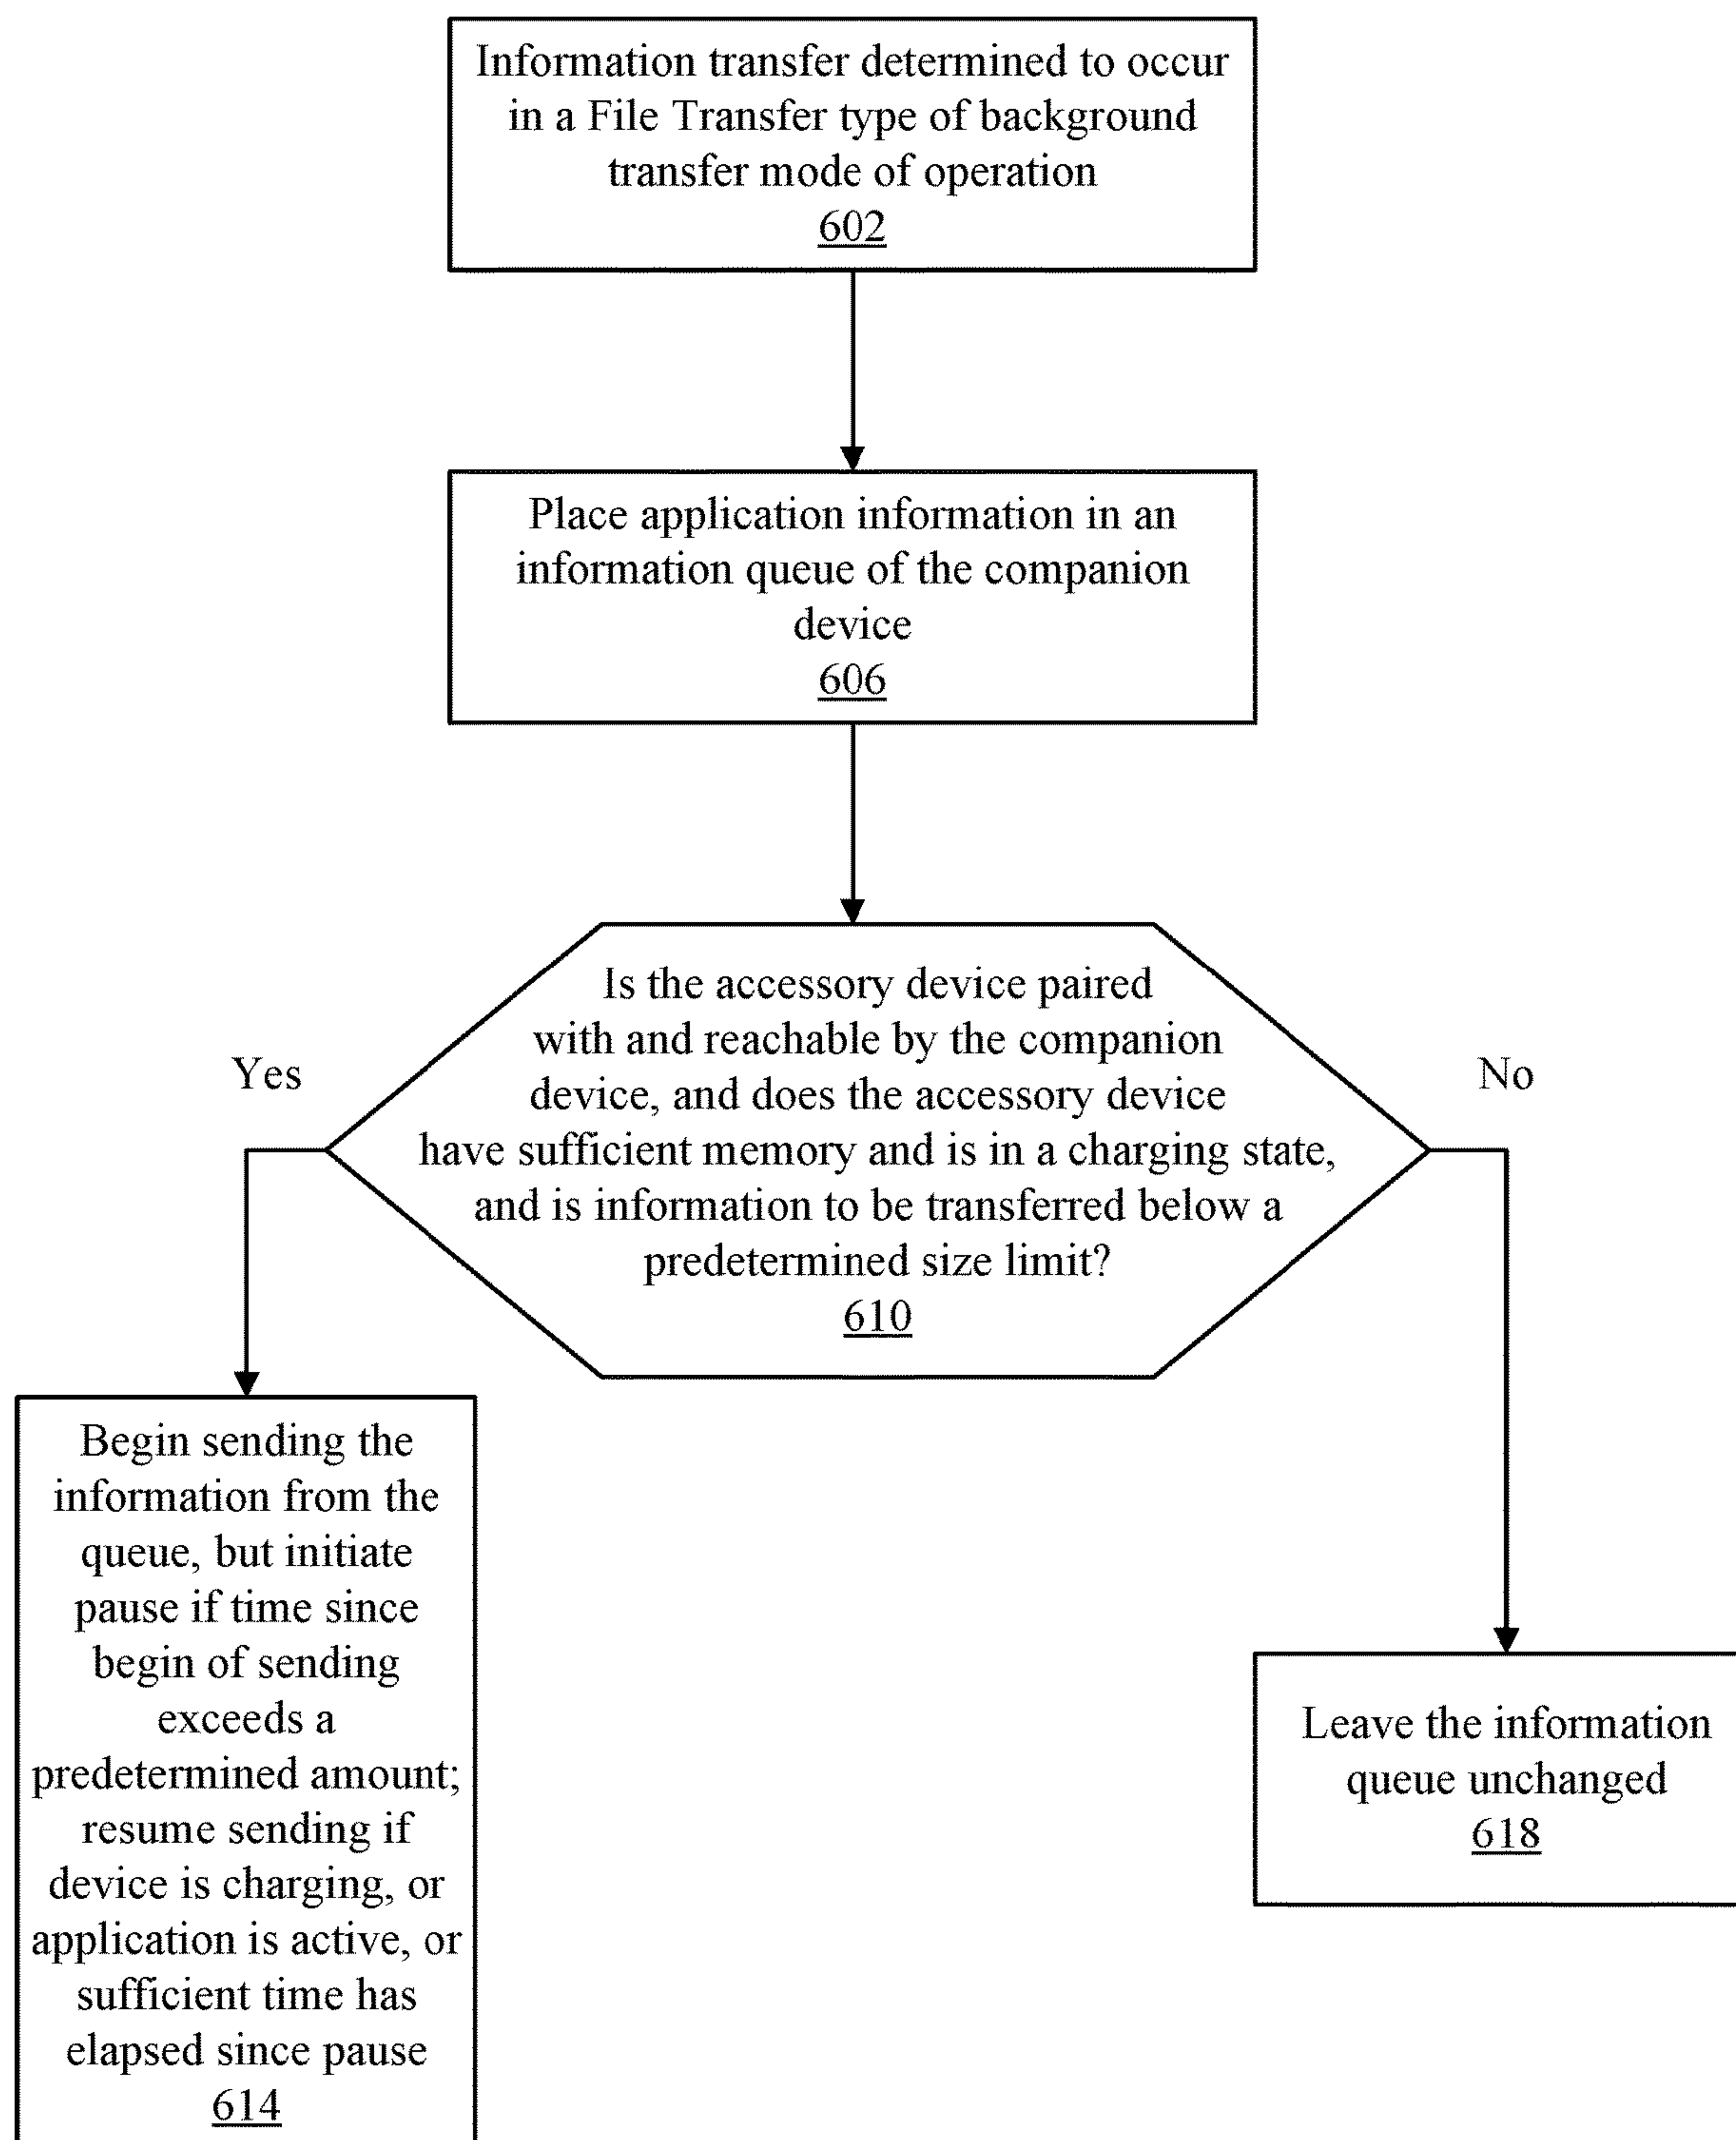 Information transfer determined to occur
in a File Transfer type of background
transfer mode of operation
602
Place application information in an
information queue of the companion
device
606
Is the accessory device paired
with and reachable by the companion
device, and does the accessory device
have sufficient memory and is in a charging state,
and is information to be transferred below a
predetermined size limit?
610
Yes
No
Begin sending the
information from the
queue, but initiate
pause if time since
begin of sending
exceeds a
predetermined amount;
resume sending if
device is charging, or
application is active, or
sufficient time has
elapsed since pause
614
Leave the information
queue unchanged
618